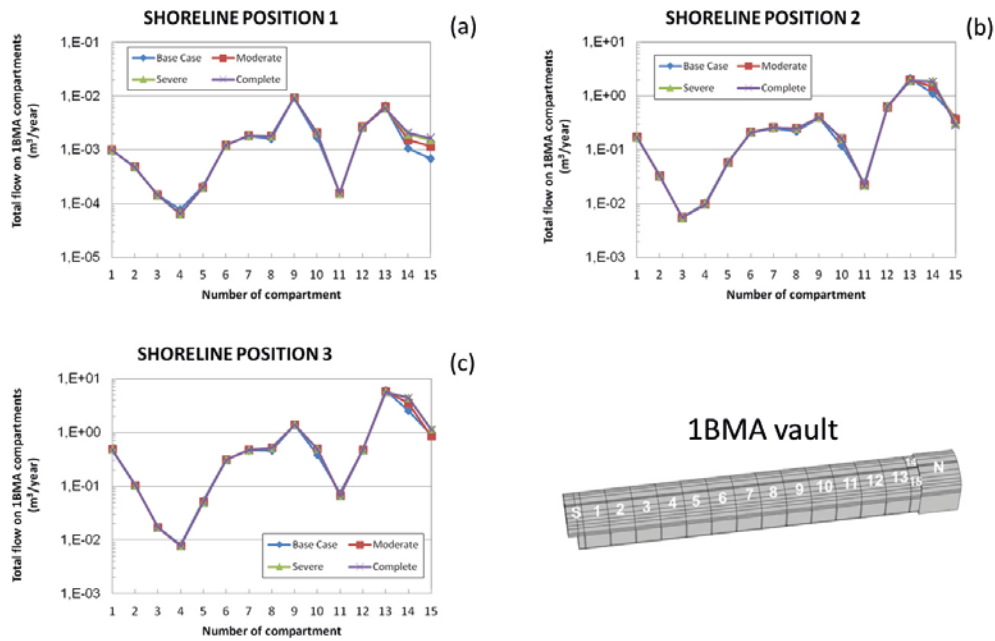 SHORELINE POSITION 1
(a)
Total flow on 1BMA compartments
(m³/year)
1,E-01
1,E-02
1,E-03
1,E-04
1,E-05
Base Case
Moderate
Severe
Complete
1 2 3 4 5 6 7 8 9 10 11 12 13 14 15
Number of compartment
SHORELINE POSITION 2
(b)
Total flow on 1BMA compartments
(m³/year)
1,E+01
1,E+00
1,E-01
1,E-02
1,E-03
Base Case
Moderate
Severe
Complete
1 2 3 4 5 6 7 8 9 10 11 12 13 14 15
Number of compartment
SHORELINE POSITION 3
(c)
Total flow on 1BMA compartments
(m³/year)
1,E+01
1,E+00
1,E-01
1,E-02
1,E-03
Base Case
Moderate
Severe
Complete
1 2 3 4 5 6 7 8 9 10 11 12 13 14 15
Number of compartment
1BMA vault
S 1 2 3 4 5 6 7 8 9 10 11 12 13 14 15 N